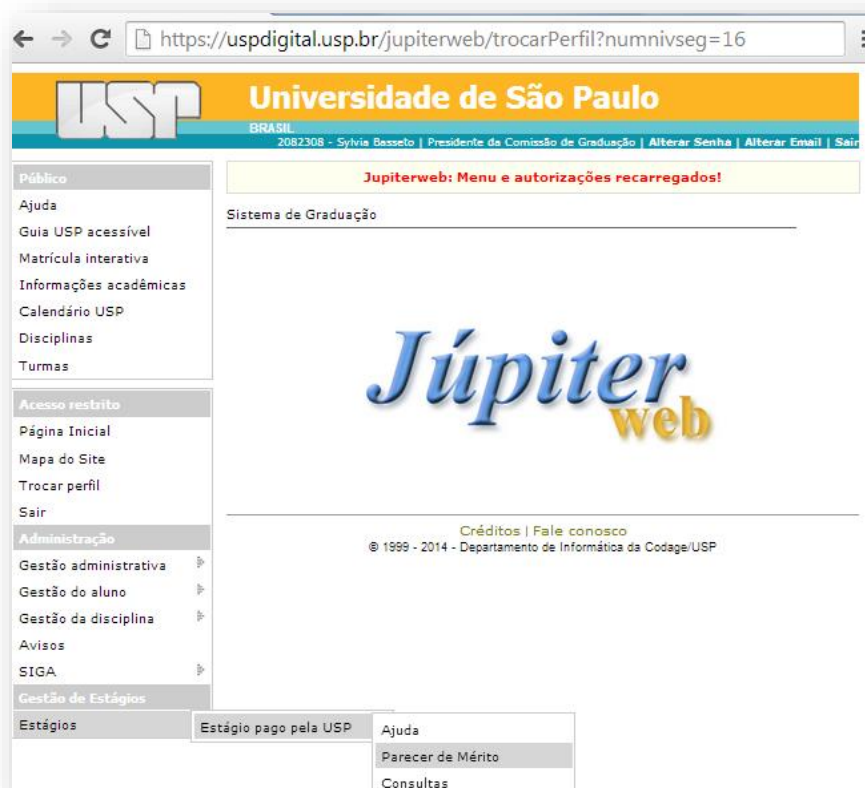 https://uspdigital.usp.br/jupiterweb/trocarPerfil?numnivseg=16
USP
Universidade de São Paulo
BRASIL
2082308 - Sylvia Basseto | Presidente da Comissão de Graduação | Alterar Senha | Alterar Email | Sair
Público
Ajuda
Guia USP acessível
Matrícula interativa
Informações acadêmicas
Calendário USP
Disciplinas
Turmas
Acesso restrito
Página Inicial
Mapa do Site
Trocar perfil
Sair
Administração
Gestão administrativa
Gestão do aluno
Gestão da disciplina
Avisos
SIGA
Gestão de Estágios
Estágios
Estágio pago pela USP
Ajuda
Parecer de Mérito
Consultas
Jupiterweb: Menu e autorizações recarregados!
Sistema de Graduação
Júpiter
web
Créditos | Fale conosco
© 1999 - 2014 - Departamento de Informática da Codage/USP